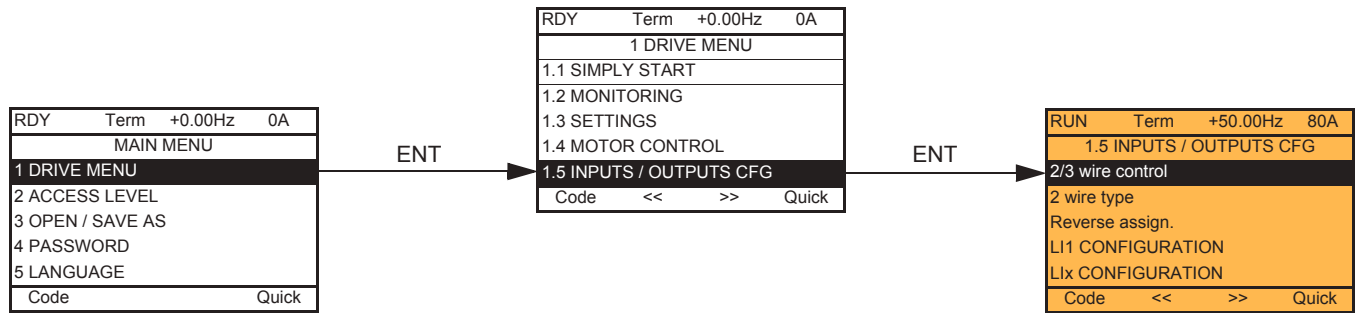 RDY Term +0.00Hz 0A
MAIN MENU
1 DRIVE MENU
2 ACCESS LEVEL
3 OPEN / SAVE AS
4 PASSWORD
5 LANGUAGE
Code Quick
ENT
RDY Term +0.00Hz 0A
1 DRIVE MENU
1.1 SIMPLY START
1.2 MONITORING
1.3 SETTINGS
1.4 MOTOR CONTROL
1.5 INPUTS / OUTPUTS CFG
Code << >> Quick
ENT
RUN Term +50.00Hz 80A
1.5 INPUTS / OUTPUTS CFG
2/3 wire control
2 wire type
Reverse assign.
LI1 CONFIGURATION
LIx CONFIGURATION
Code << >> Quick